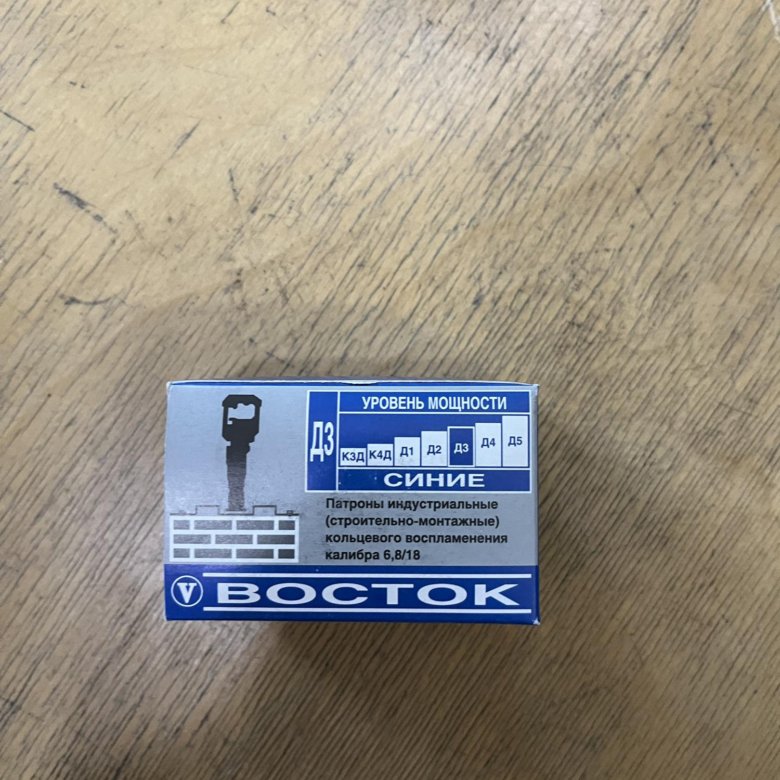 УРОВЕНЬ МОЩНОСТИ
Д3
К3Д К4Д Д1 Д2 Д3 Д4 Д5
СИНИЕ
Патроны индустриальные
(строительно-монтажные)
кольцевого воспламенения
калибра 6,8/18
V ВОСТОК